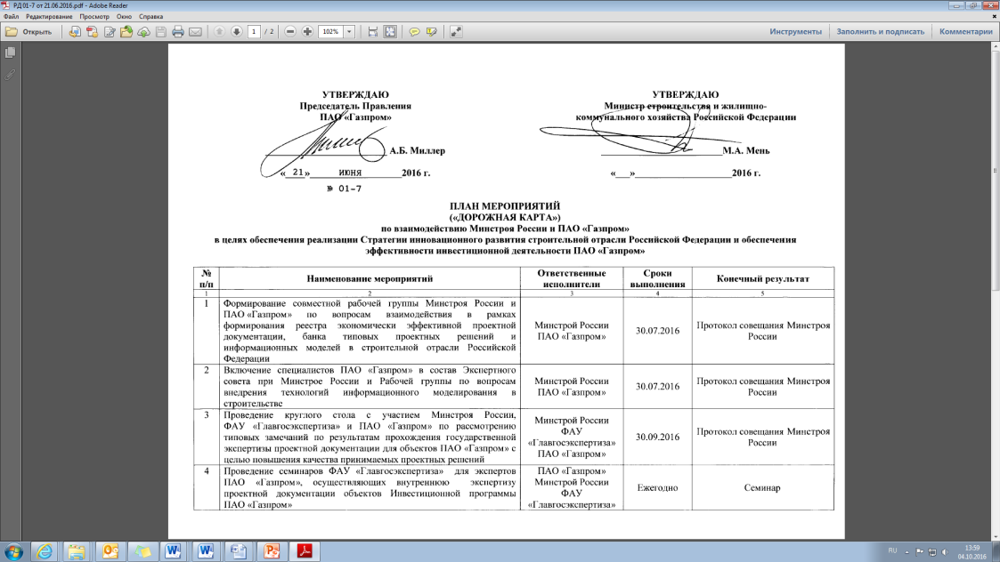 РД 01-7 от 21.06.2016.pdf - Adobe Reader
Файл Редактирование Просмотр Окно Справка
Открыть 1 / 2 102% Инструменты Заполнить и подписать Комментарии
УТВЕРЖДАЮ
Председатель Правления
ПАО «Газпром»
А.Б. Миллер
« 21 » ИЮНЯ 2016 г.
№ 01-7
УТВЕРЖДАЮ
Министр строительства и жилищно-
коммунального хозяйства Российской Федерации
М.А. Мень
«___»____________________2016 г.
ПЛАН МЕРОПРИЯТИЙ
(«ДОРОЖНАЯ КАРТА»)
по взаимодействию Минстроя России и ПАО «Газпром»
в целях обеспечения реализации Стратегии инновационного развития строительной отрасли Российской Федерации и обеспечения
эффективности инвестиционной деятельности ПАО «Газпром»
№ п/п
Наименование мероприятий
Ответственные
исполнители
Сроки
выполнения
Конечный результат
1 2 3 4 5
1
Формирование совместной рабочей группы Минстроя России и
ПАО «Газпром» по вопросам взаимодействия в рамках
формирования реестра экономически эффективной проектной
документации, банка типовых проектных решений и
информационных моделей в строительной отрасли Российской
Федерации
Минстрой России
ПАО «Газпром»
30.07.2016
Протокол совещания Минстроя
России
2
Включение специалистов ПАО «Газпром» в состав Экспертного
совета при Минстрое России и Рабочей группы по вопросам
внедрения технологий информационного моделирования в
строительстве
Минстрой России
ПАО «Газпром»
30.07.2016
Протокол совещания Минстроя
России
3
Проведение круглого стола с участием Минстроя России,
ФАУ «Главгосэкспертиза» и ПАО «Газпром» по рассмотрению
типовых замечаний по результатам прохождения государственной
экспертизы проектной документации для объектов ПАО «Газпром» с
целью повышения качества принимаемых проектных решений
Минстрой России
ФАУ
«Главгосэкспертиза»
ПАО «Газпром»
30.09.2016
Протокол совещания Минстроя
России
4
Проведение семинаров ФАУ «Главгосэкспертиза» для экспертов
ПАО «Газпром», осуществляющих внутреннюю экспертизу
проектной документации объектов Инвестиционной программы
ПАО «Газпром»
ПАО «Газпром»
Минстрой России
ФАУ
«Главгосэкспертиза»
Ежегодно
Семинар
RU
13:59
04.10.2016